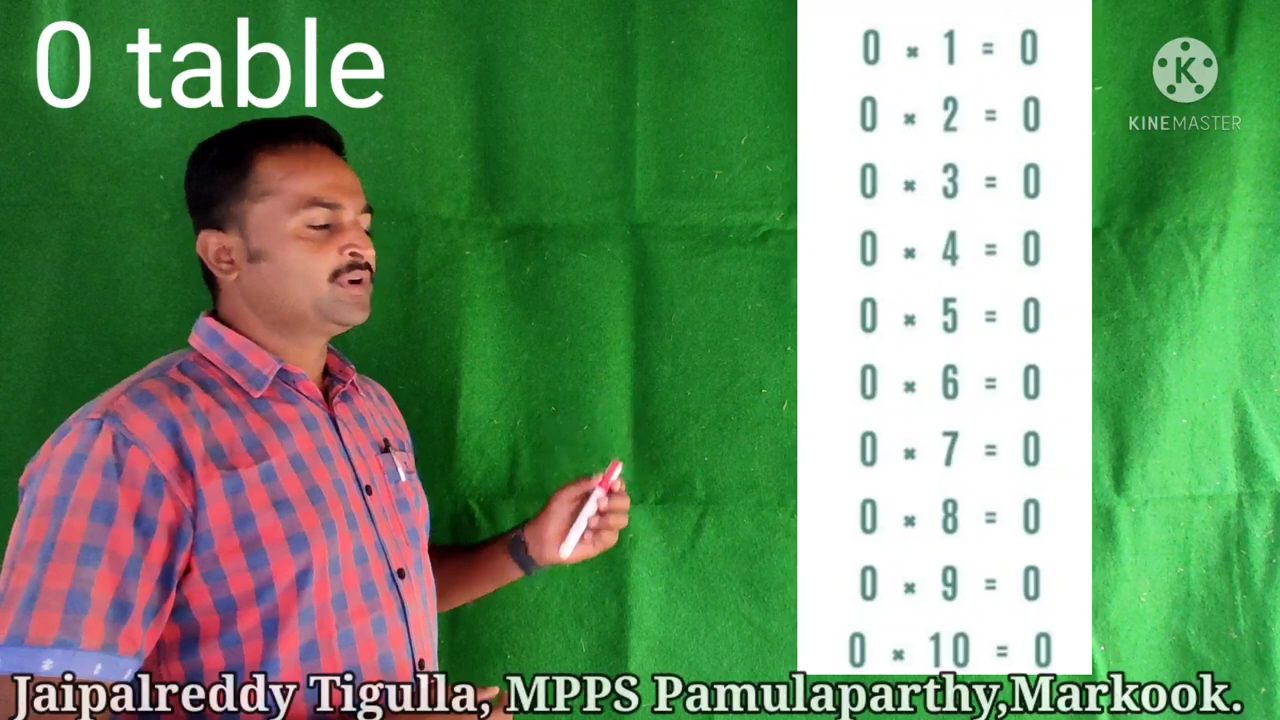 0 table
0 × 1 = 0
0 × 2 = 0
0 × 3 = 0
0 × 4 = 0
0 × 5 = 0
0 × 6 = 0
0 × 7 = 0
0 × 8 = 0
0 × 9 = 0
0 × 10 = 0
K
KINEMASTER
Jaipalreddy Tigulla, MPPS Pamulaparthy,Markook.